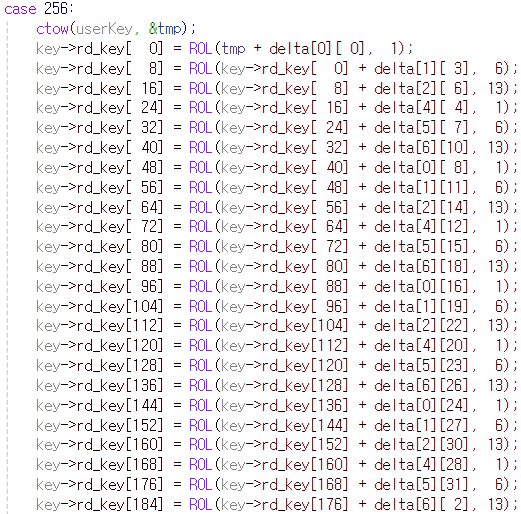 case 256:
    ctow(userKey, &tmp);
    key->rd_key[  0] = ROL(tmp + delta[0][ 0],  1);
    key->rd_key[  8] = ROL(key->rd_key[  0] + delta[1][ 3],  6);
    key->rd_key[ 16] = ROL(key->rd_key[  8] + delta[2][ 6], 13);
    key->rd_key[ 24] = ROL(key->rd_key[ 16] + delta[4][ 4],  1);
    key->rd_key[ 32] = ROL(key->rd_key[ 24] + delta[5][ 7],  6);
    key->rd_key[ 40] = ROL(key->rd_key[ 32] + delta[6][10], 13);
    key->rd_key[ 48] = ROL(key->rd_key[ 40] + delta[0][ 8],  1);
    key->rd_key[ 56] = ROL(key->rd_key[ 48] + delta[1][11],  6);
    key->rd_key[ 64] = ROL(key->rd_key[ 56] + delta[2][14], 13);
    key->rd_key[ 72] = ROL(key->rd_key[ 64] + delta[4][12],  1);
    key->rd_key[ 80] = ROL(key->rd_key[ 72] + delta[5][15],  6);
    key->rd_key[ 88] = ROL(key->rd_key[ 80] + delta[6][18], 13);
    key->rd_key[ 96] = ROL(key->rd_key[ 88] + delta[0][16],  1);
    key->rd_key[104] = ROL(key->rd_key[ 96] + delta[1][19],  6);
    key->rd_key[112] = ROL(key->rd_key[104] + delta[2][22], 13);
    key->rd_key[120] = ROL(key->rd_key[112] + delta[4][20],  1);
    key->rd_key[128] = ROL(key->rd_key[120] + delta[5][23],  6);
    key->rd_key[136] = ROL(key->rd_key[128] + delta[6][26], 13);
    key->rd_key[144] = ROL(key->rd_key[136] + delta[0][24],  1);
    key->rd_key[152] = ROL(key->rd_key[144] + delta[1][27],  6);
    key->rd_key[160] = ROL(key->rd_key[152] + delta[2][30], 13);
    key->rd_key[168] = ROL(key->rd_key[160] + delta[4][28],  1);
    key->rd_key[176] = ROL(key->rd_key[168] + delta[5][31],  6);
    key->rd_key[184] = ROL(key->rd_key[176] + delta[6][ 2], 13);